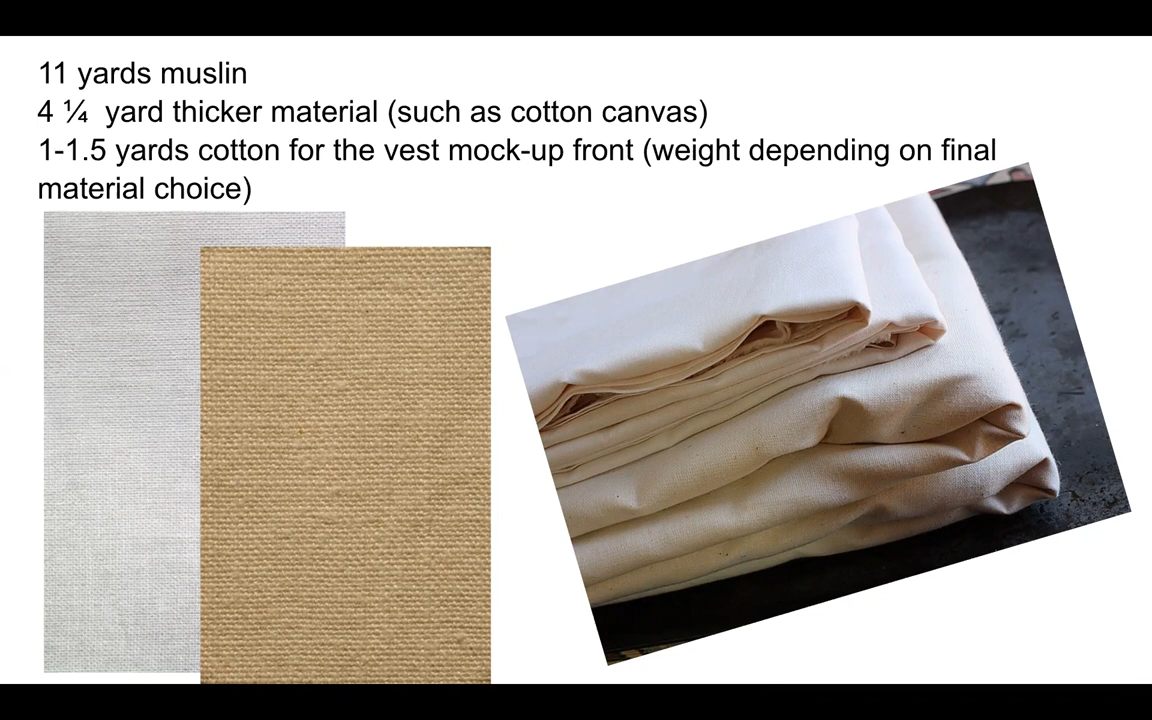 11 yards muslin
4 ¼  yard thicker material (such as cotton canvas)
1-1.5 yards cotton for the vest mock-up front (weight depending on final
material choice)